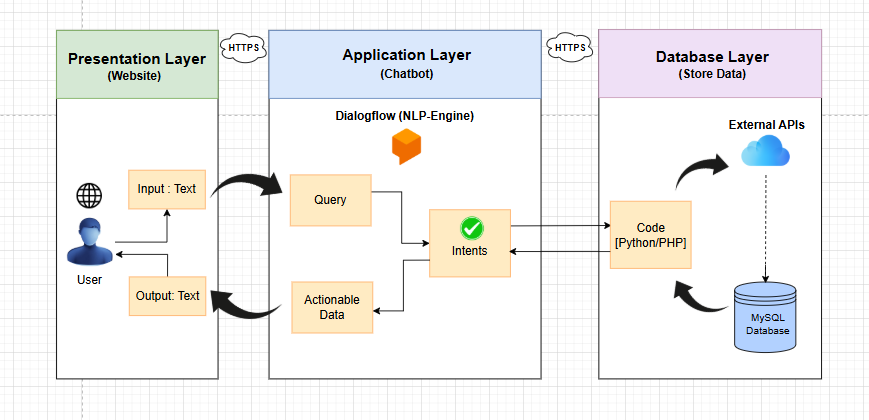 Presentation Layer
(Website)
HTTPS
Application Layer
(Chatbot)
HTTPS
Database Layer
(Store Data)
Dialogflow (NLP-Engine)
External APIs
Input : Text
Query
Intents
Code
[Python/PHP]
User
Output: Text
Actionable
Data
MySQL
Database